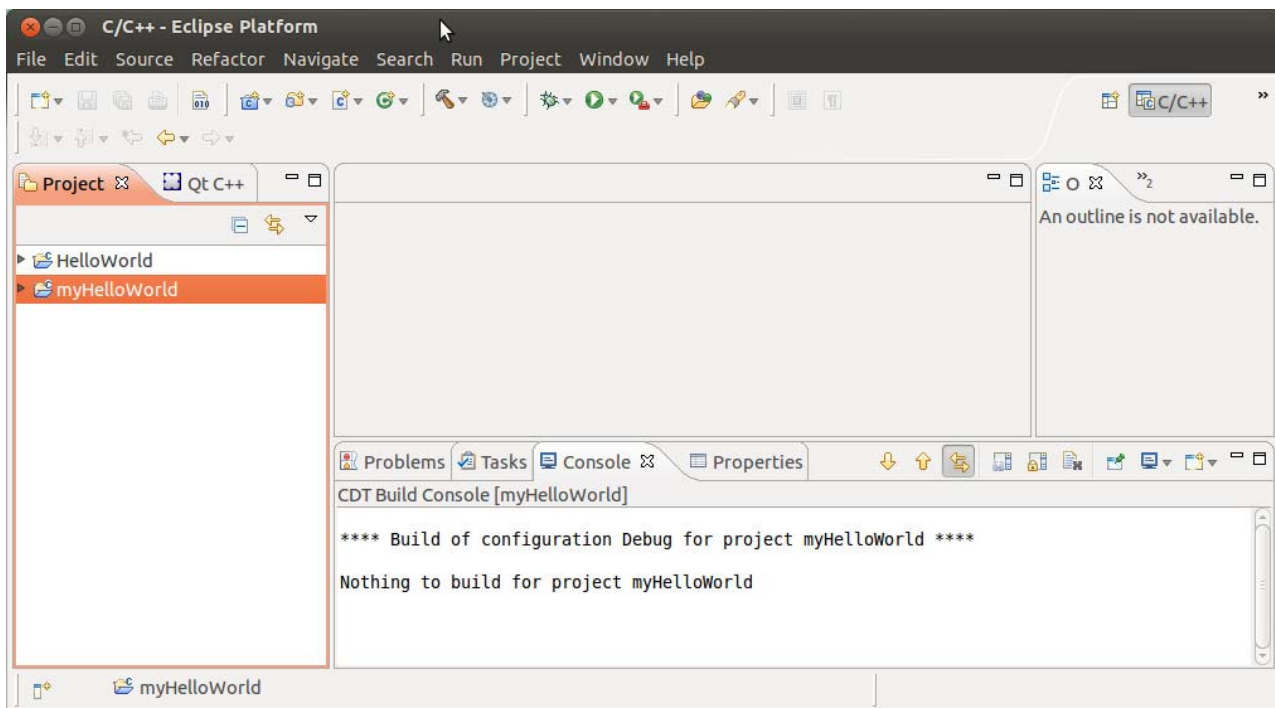 C/C++ - Eclipse Platform
File Edit Source Refactor Navigate Search Run Project Window Help
010
C/C++
»
Project Qt C++
O »2
An outline is not available.
HelloWorld
myHelloWorld
Problems Tasks Console Properties
CDT Build Console [myHelloWorld]
**** Build of configuration Debug for project myHelloWorld ****
Nothing to build for project myHelloWorld
myHelloWorld